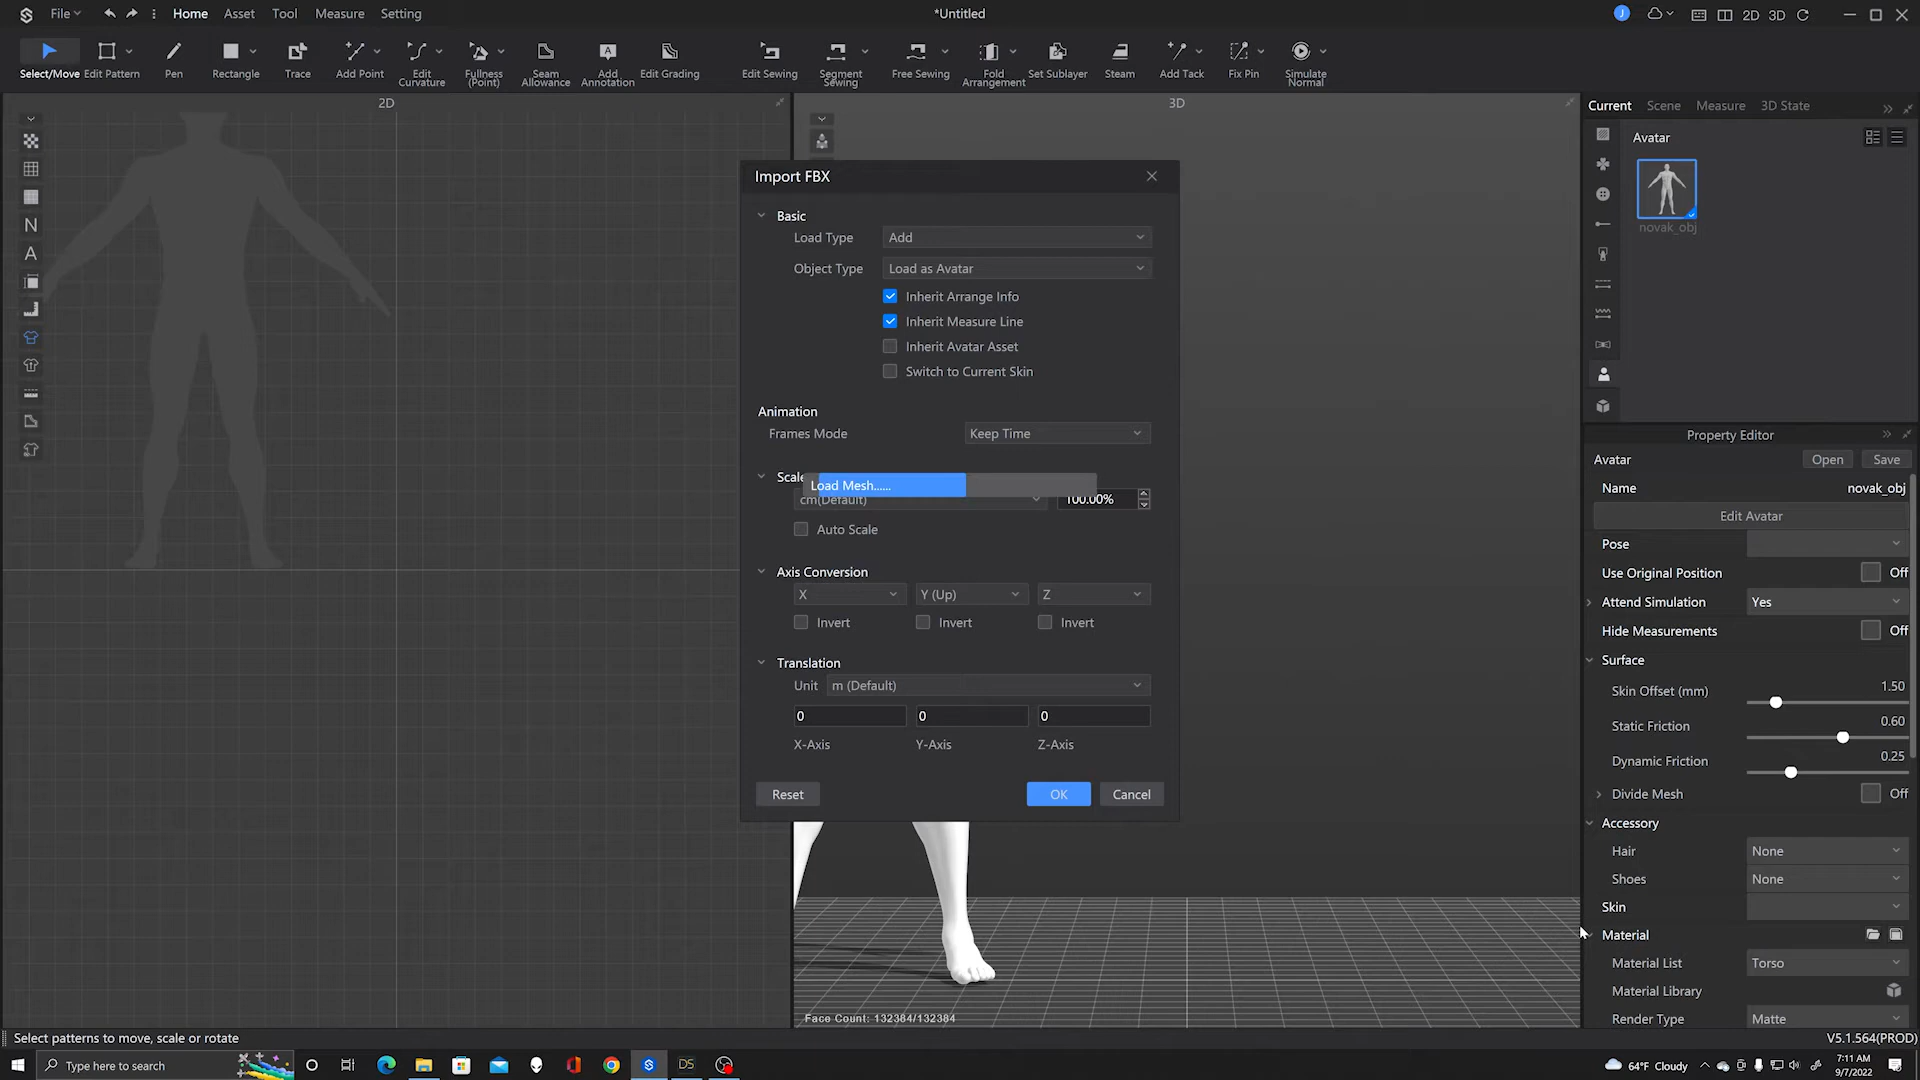 File Home Asset Tool Measure Setting *Untitled J 2D 3D
Select/Move Edit Pattern Pen Rectangle Trace Add Point Edit Curvature Fullness (Point) Seam Allowance Add Annotation Edit Grading Edit Sewing Segment Sewing Free Sewing Fold Arrangement Set Sublayer Steam Add Tack Fix Pin Simulate Normal
2D
3D
Current Scene Measure 3D State
Avatar
novak_obj
Import FBX
Basic
Load Type Add
Object Type Load as Avatar
Inherit Arrange Info
Inherit Measure Line
Inherit Avatar Asset
Switch to Current Skin
Animation
Frames Mode Keep Time
Scale
Load Mesh......
cm(Default) 100.00%
Auto Scale
Axis Conversion
X Y (Up) Z
Invert Invert Invert
Translation
Unit m (Default)
0 0 0
X-Axis Y-Axis Z-Axis
Reset OK Cancel
Property Editor
Avatar Open Save
Name novak_obj
Edit Avatar
Pose
Use Original Position Off
Attend Simulation Yes
Hide Measurements Off
Surface
Skin Offset (mm) 1.50
Static Friction 0.60
Dynamic Friction 0.25
Divide Mesh Off
Accessory
Hair None
Shoes None
Skin
Material
Material List Torso
Material Library
Render Type Matte
Face Count: 132384/132384
Select patterns to move, scale or rotate V5.1.564(PROD)
Type here to search DS 64°F Cloudy 7:11 AM
9/7/2022